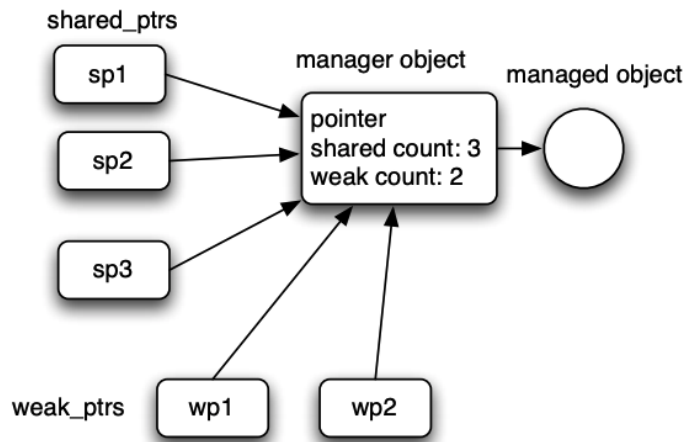 shared_ptrs
sp1
manager object
managed object
pointer
shared count: 3
weak count: 2
sp2
sp3
weak_ptrs
wp1
wp2